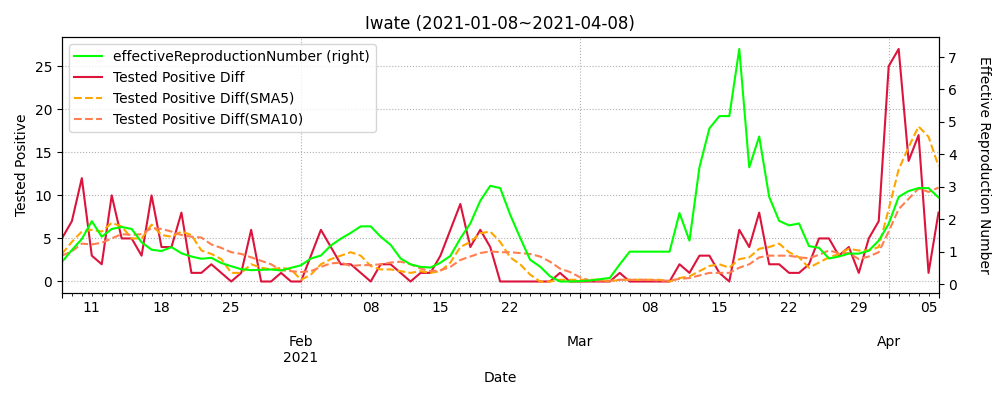 Iwate (2021-01-08~2021-04-08)
effectiveReproductionNumber (right)
Tested Positive Diff
Tested Positive Diff(SMA5)
Tested Positive Diff(SMA10)
Tested Positive
25
20
15
10
5
0
Effective Reproduction Number
7
6
5
4
3
2
1
0
11 18 25 08 15 22 08 15 22 29 05
Feb Mar Apr
2021
Date